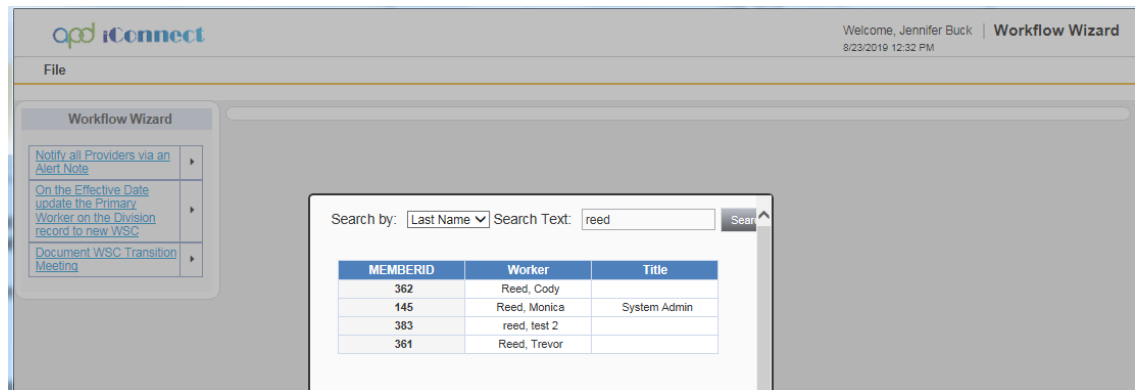 apd iConnect
Welcome, Jennifer Buck | Workflow Wizard
8/23/2019 12:32 PM
File
Workflow Wizard
Notify all Providers via an
Alert Note
On the Effective Date
update the Primary
Worker on the Division
record to new WSC
Document WSC Transition
Meeting
Search by: Last Name Search Text: reed
MEMBERID Worker Title
362 Reed, Cody
145 Reed, Monica System Admin
383 reed, test 2
361 Reed, Trevor